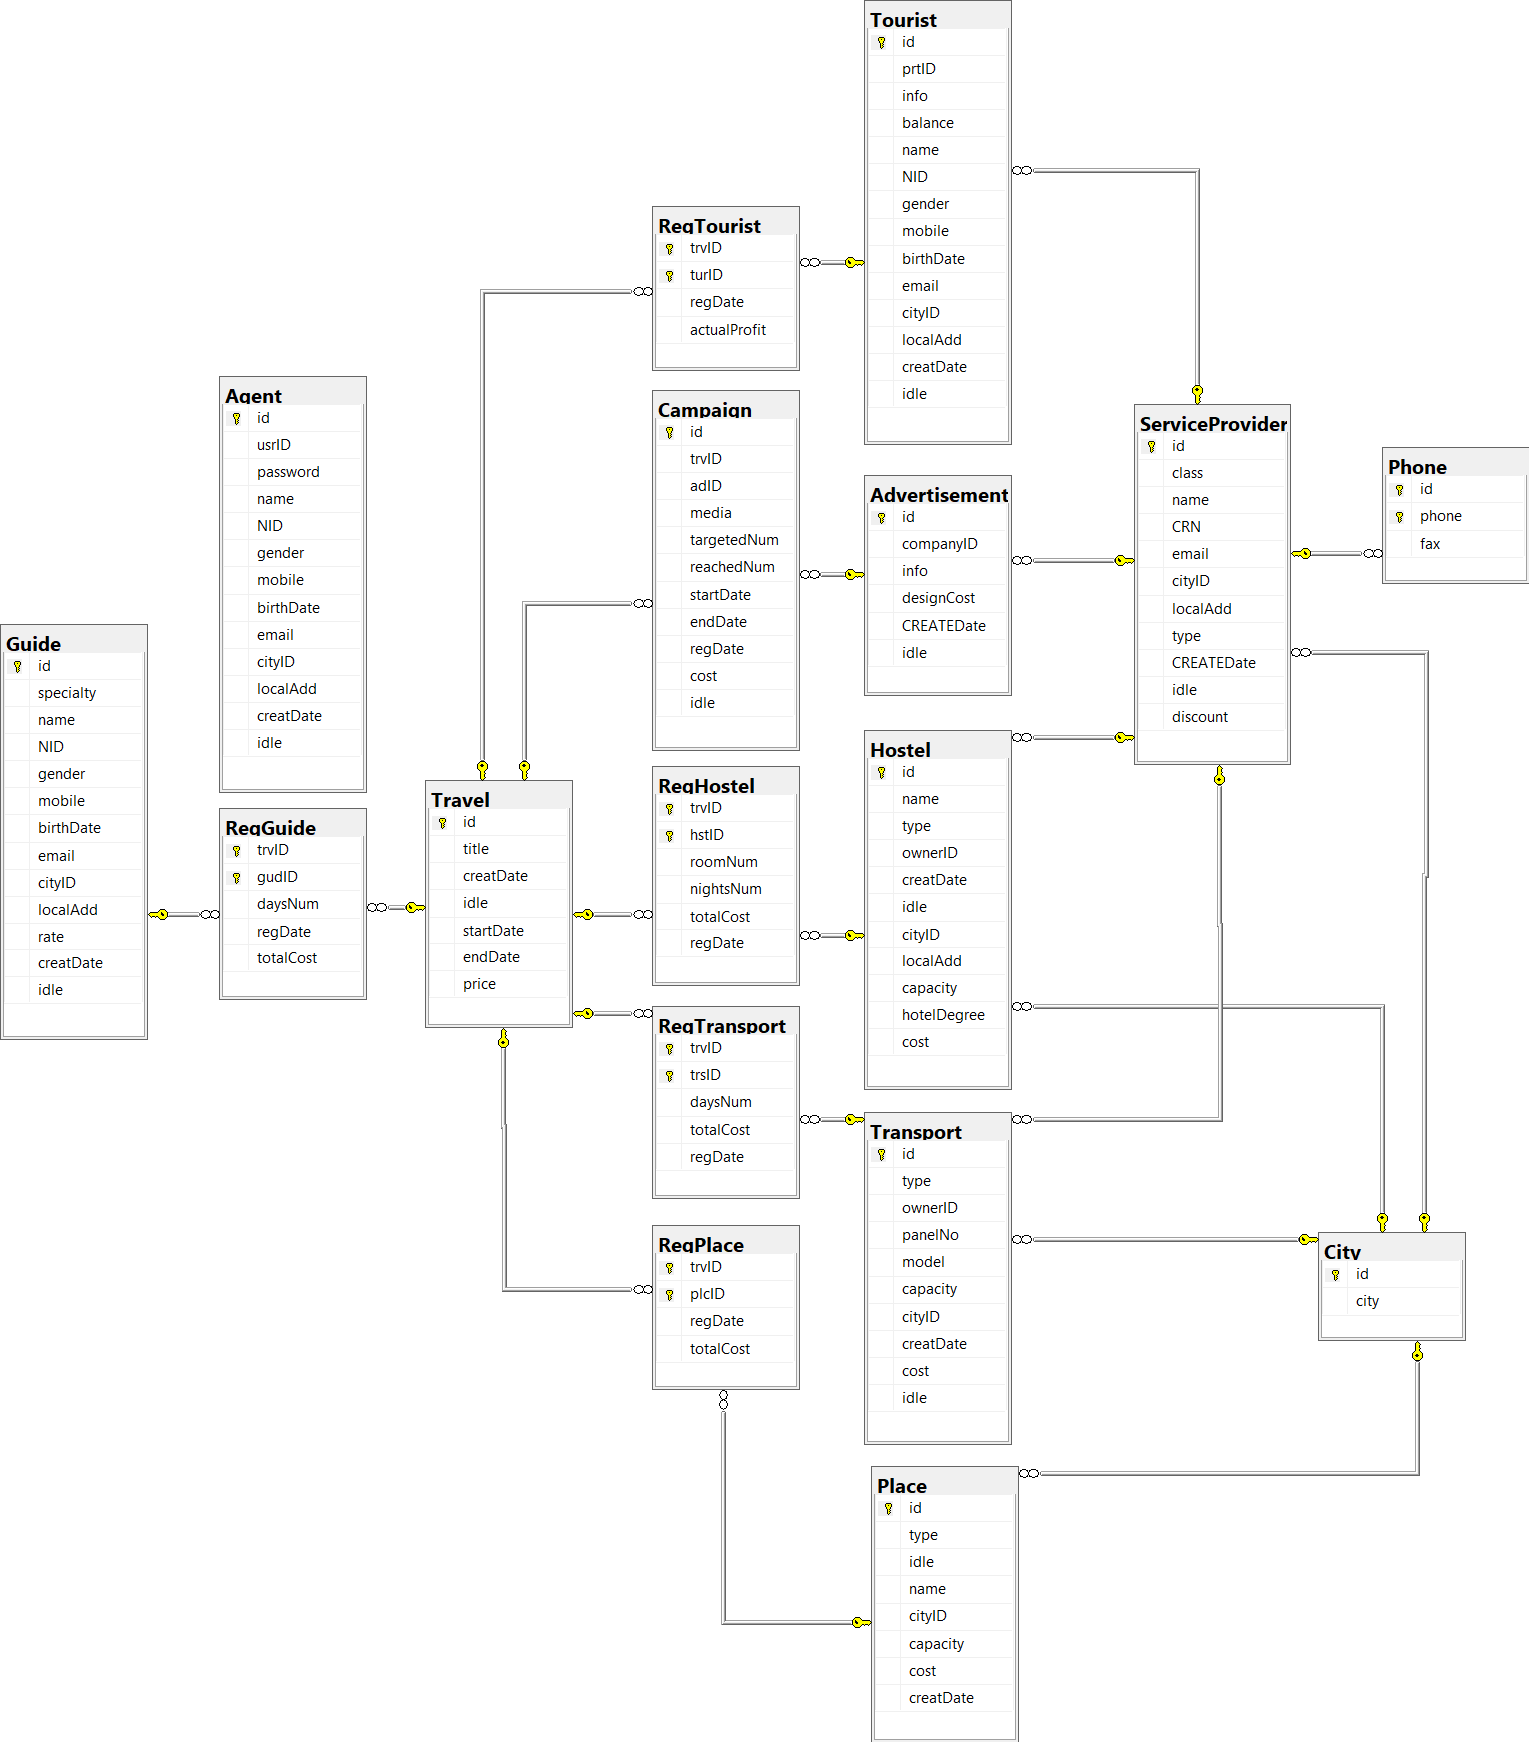 Tourist
id
prtID
info
balance
name
NID
gender
mobile
birthDate
email
cityID
localAdd
creatDate
idle
RegTourist
trvID
turID
regDate
actualProfit
Agent
id
usrID
password
name
NID
gender
mobile
birthDate
email
cityID
localAdd
creatDate
idle
Campaign
id
trvID
adID
media
targetedNum
reachedNum
startDate
endDate
regDate
cost
idle
Advertisement
id
companyID
info
designCost
CREATEDate
idle
ServiceProvider
id
class
name
CRN
email
cityID
localAdd
type
CREATEDate
idle
discount
Phone
id
phone
fax
Guide
id
specialty
name
NID
gender
mobile
birthDate
email
cityID
localAdd
rate
creatDate
idle
RegGuide
trvID
gudID
daysNum
regDate
totalCost
Travel
id
title
creatDate
idle
startDate
endDate
price
RegHostel
trvID
hstID
roomNum
nightsNum
totalCost
regDate
Hostel
id
name
type
ownerID
creatDate
idle
cityID
localAdd
capacity
hotelDegree
cost
RegTransport
trvID
trsID
daysNum
totalCost
regDate
Transport
id
type
ownerID
panelNo
model
capacity
cityID
creatDate
cost
idle
RegPlace
trvID
plcID
regDate
totalCost
City
id
city
Place
id
type
idle
name
cityID
capacity
cost
creatDate